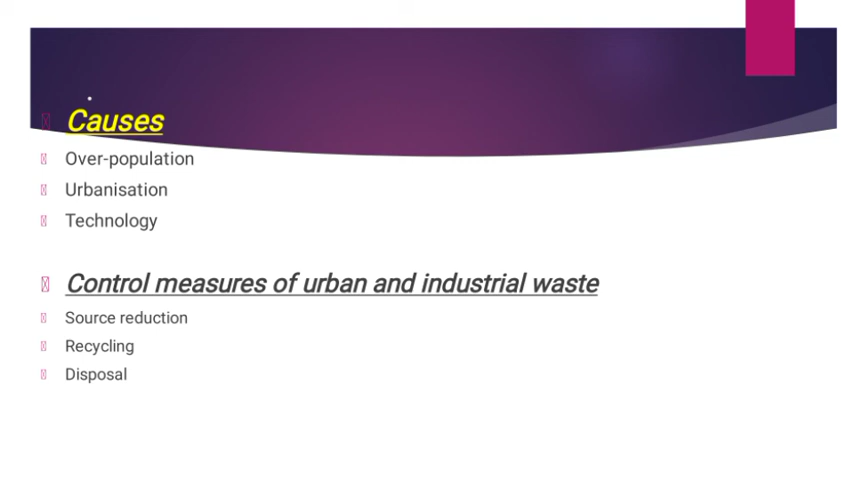 .
Causes
Over-population
Urbanisation
Technology
Control measures of urban and industrial waste
Source reduction
Recycling
Disposal